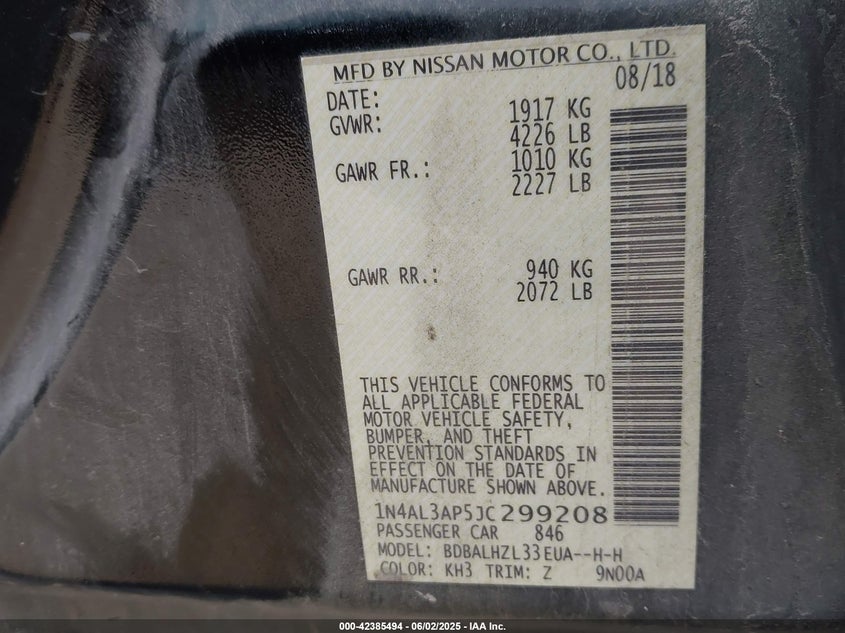 MFD BY NISSAN MOTOR CO., LTD.
DATE: 08/18
GVWR: 1917 KG
4226 LB
GAWR FR.: 1010 KG
2227 LB
GAWR RR.: 940 KG
2072 LB
THIS VEHICLE CONFORMS TO
ALL APPLICABLE FEDERAL
MOTOR VEHICLE SAFETY,
BUMPER, AND THEFT
PREVENTION STANDARDS IN
EFFECT ON THE DATE OF
MANUFACTURE SHOWN ABOVE.
1N4AL3AP5JC299208
PASSENGER CAR 846
MODEL: BDBALHZL33EUA--H-H
COLOR: KH3 TRIM: Z 9N00A
000-42385494 - 06/02/2025 - IAA Inc.